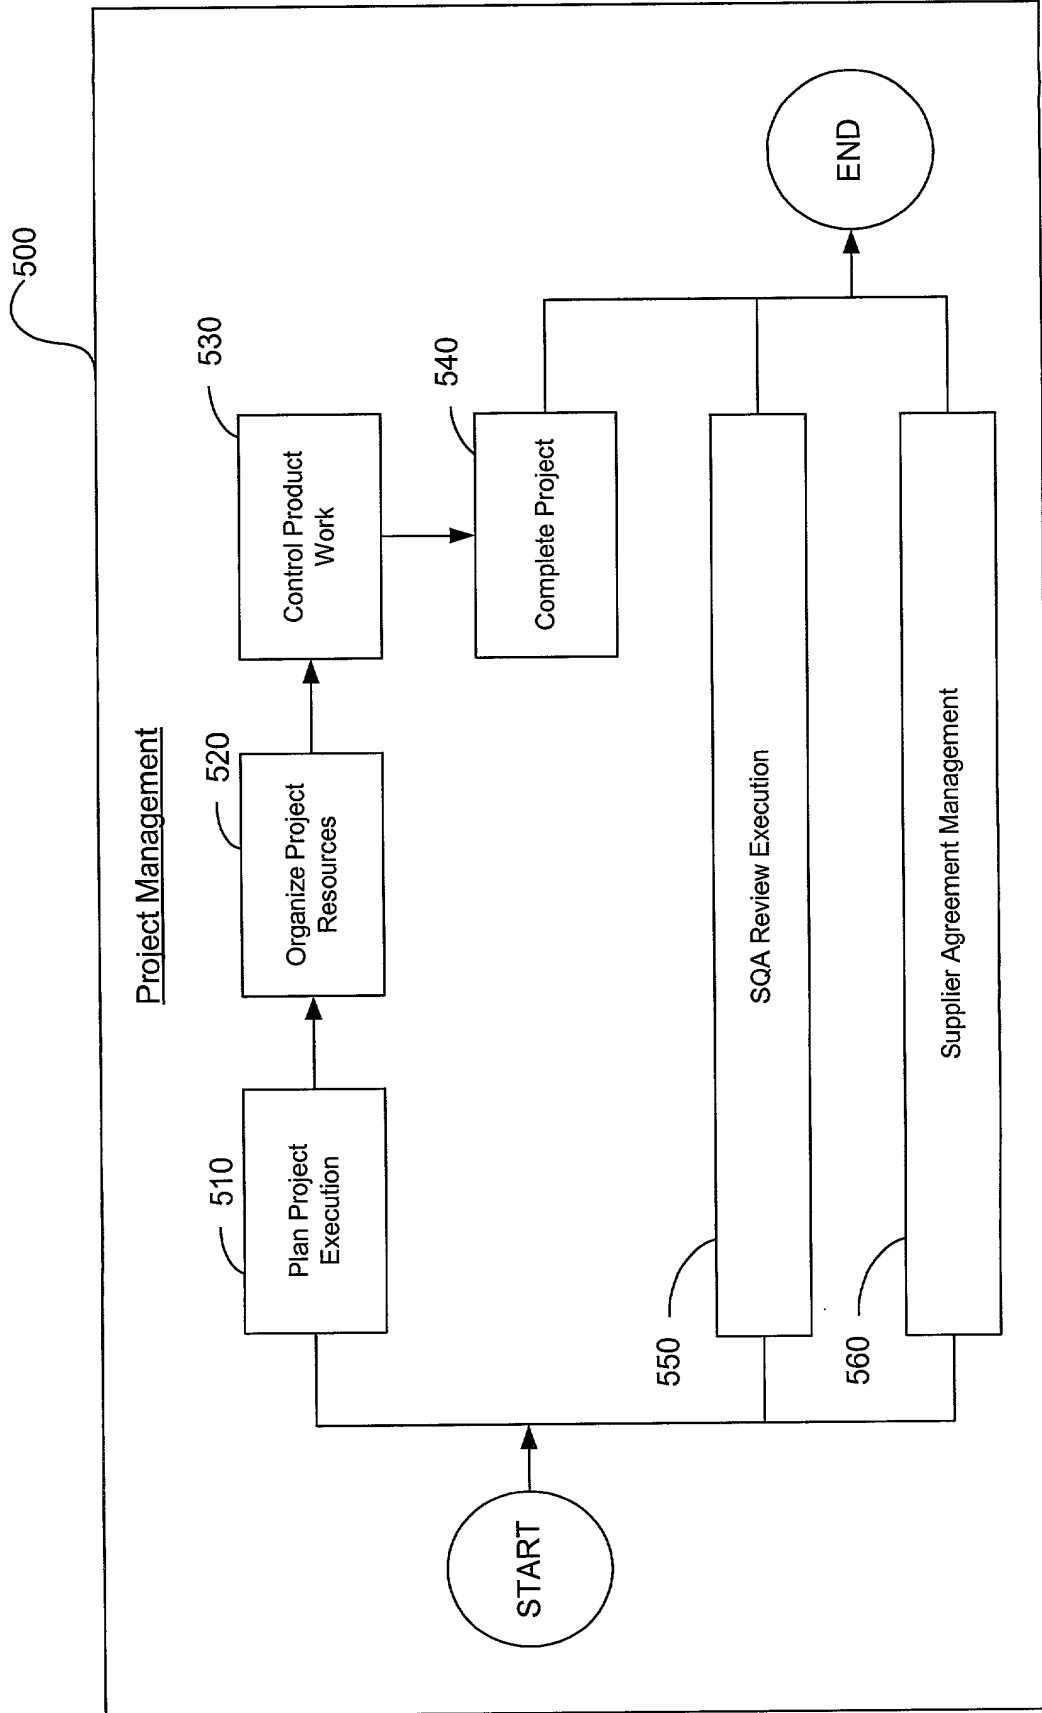 500
Project Management
510
Plan Project
Execution
520
Organize Project
Resources
530
Control Product
Work
540
Complete Project
START
END
550
SQA Review Execution
560
Supplier Agreement Management